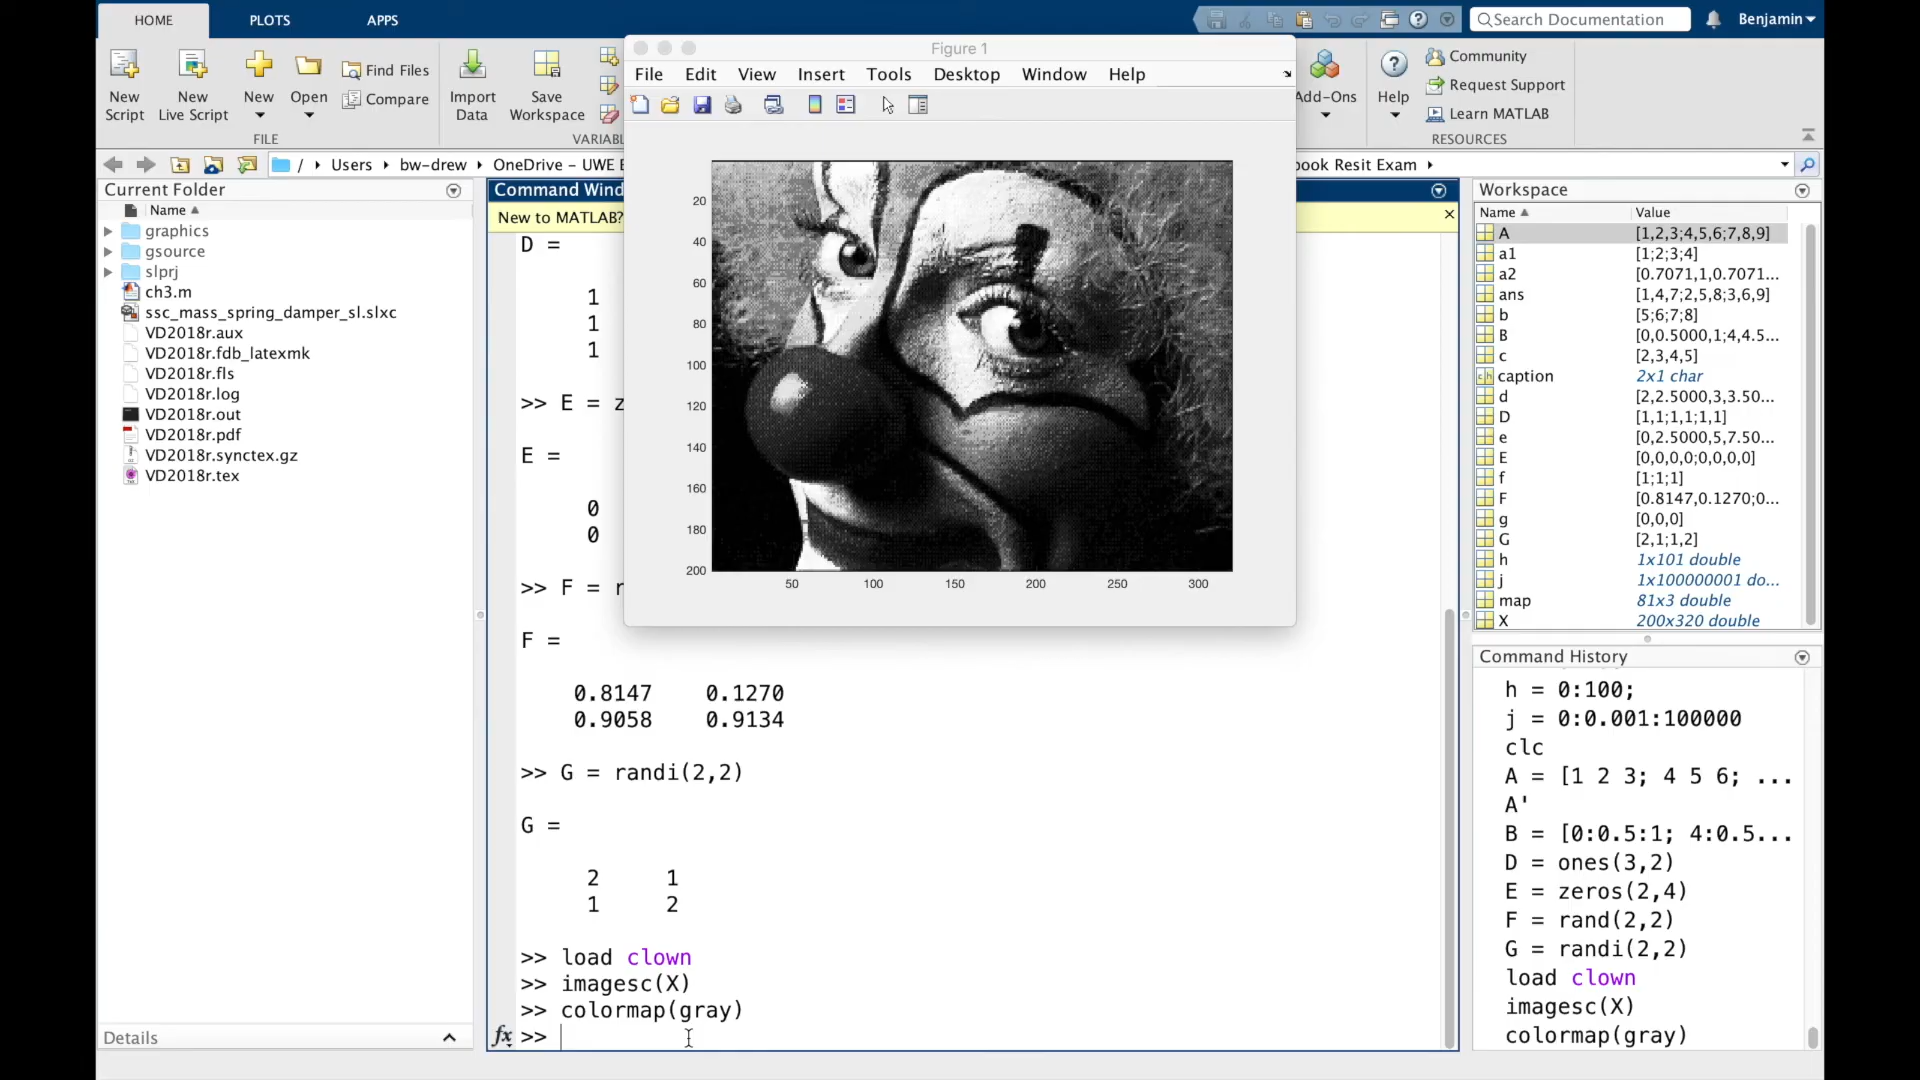 HOME PLOTS APPS
Search Documentation
Benjamin
New Script
New Live Script
New
Open
Find Files
Compare
FILE
Import Data
Save Workspace
VARIAB
Figure 1
File Edit View Insert Tools Desktop Window Help
Add-Ons
Help
Community
Request Support
Learn MATLAB
RESOURCES
/ Users bw-drew OneDrive – UWE
book Resit Exam
Current Folder
Name
graphics
gsource
slprj
ch3.m
ssc_mass_spring_damper_sl.slxc
VD2018r.aux
VD2018r.fdb_latexmk
VD2018r.fls
VD2018r.log
VD2018r.out
VD2018r.pdf
VD2018r.synctex.gz
VD2018r.tex
Details
Command Wind
New to MATLAB?
D =
1
1
1
>> E = z
E =
0
0
>> F = r
F =
0.8147 0.1270
0.9058 0.9134
>> G = randi(2,2)
G =
2 1
1 2
>> load clown
>> imagesc(X)
>> colormap(gray)
fx >>
20
40
60
80
100
120
140
160
180
200
50 100 150 200 250 300
Workspace
Name Value
A [1,2,3;4,5,6;7,8,9]
a1 [1;2;3;4]
a2 [0.7071,1,0.7071...
ans [1,4,7;2,5,8;3,6,9]
b [5;6;7;8]
B [0,0.5000,1;4,4.5...
c [2,3,4,5]
caption 2x1 char
d [2,2.5000,3,3.50...
D [1,1;1,1;1,1]
e [0,2.5000,5,7.50...
E [0,0,0,0;0,0,0,0]
f [1;1;1]
F [0.8147,0.1270;0...
g [0,0,0]
G [2,1;1,2]
h 1x101 double
j 1x100000001 do...
map 81x3 double
X 200x320 double
Command History
h = 0:100;
j = 0:0.001:100000
clc
A = [1 2 3; 4 5 6; ...
A'
B = [0:0.5:1; 4:0.5...
D = ones(3,2)
E = zeros(2,4)
F = rand(2,2)
G = randi(2,2)
load clown
imagesc(X)
colormap(gray)